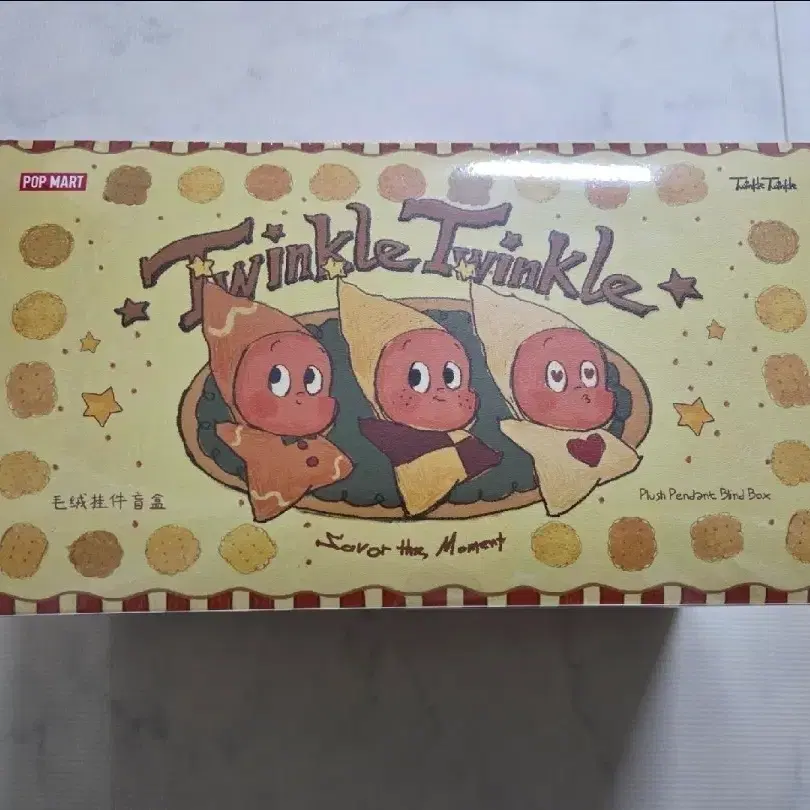 POP MART
Twinkle Twinkle
Twinkle Twinkle
毛绒挂件盲盒
Plush Pendant Blind Box
Savor the Moment